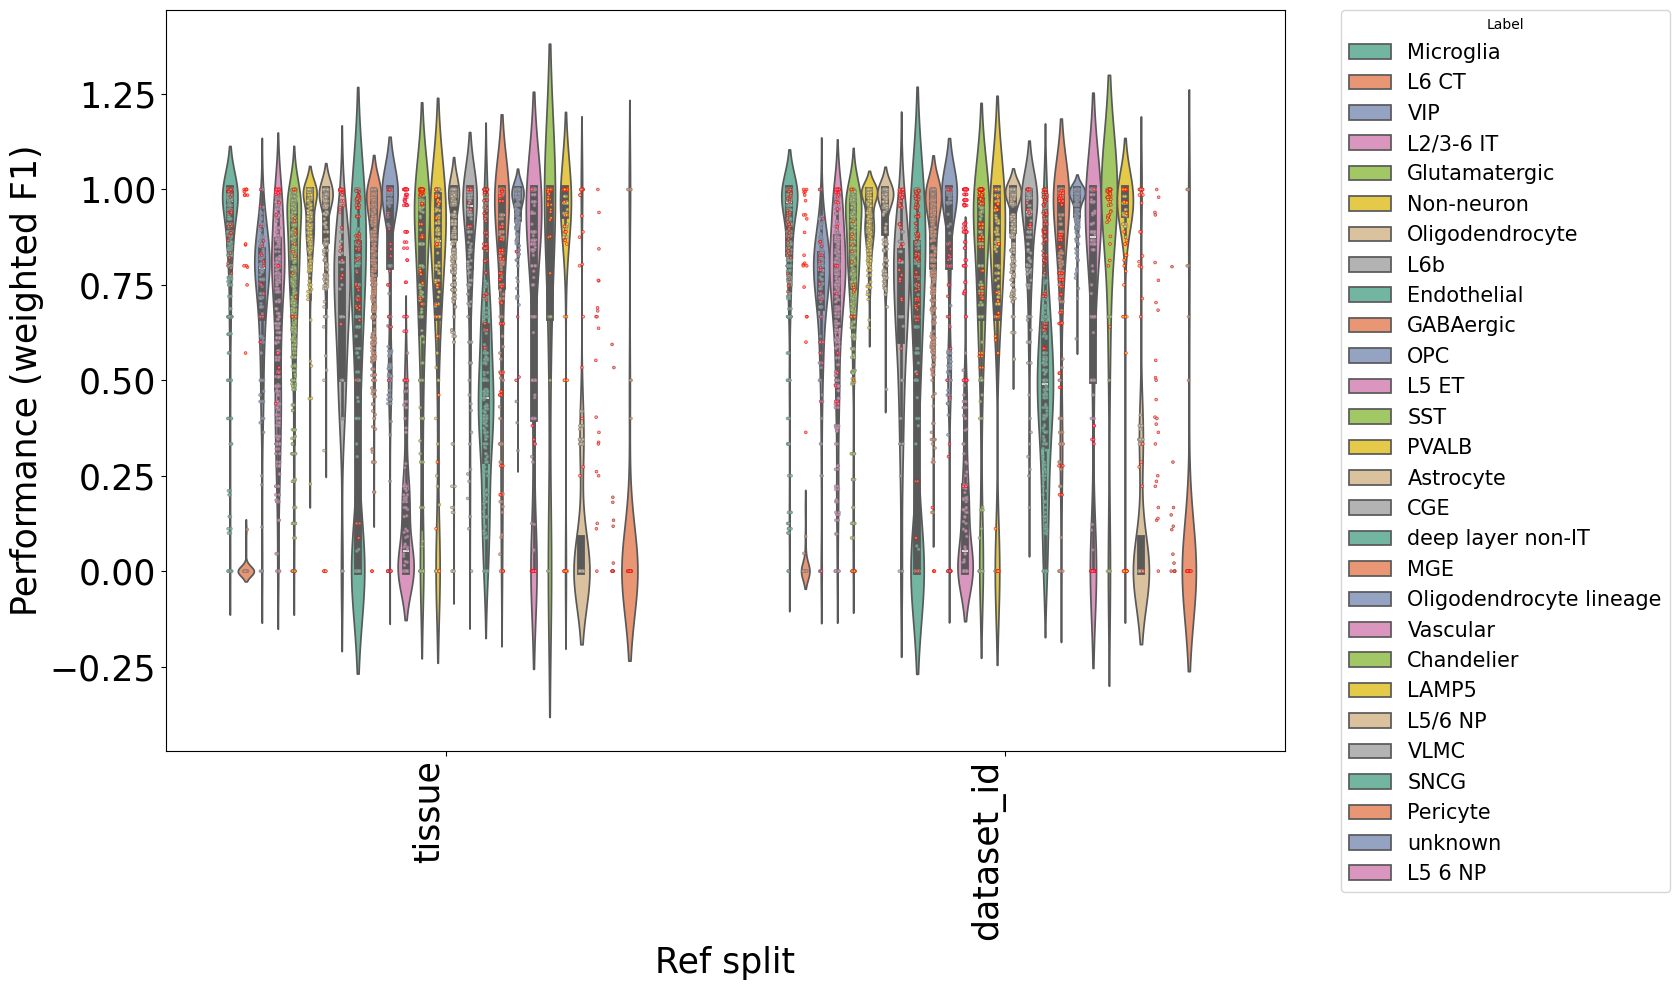 Performance (weighted F1)
1.25
1.00
0.75
0.50
0.25
0.00
−0.25
tissue
dataset_id
Ref split
Label
Microglia
L6 CT
VIP
L2/3-6 IT
Glutamatergic
Non-neuron
Oligodendrocyte
L6b
Endothelial
GABAergic
OPC
L5 ET
SST
PVALB
Astrocyte
CGE
deep layer non-IT
MGE
Oligodendrocyte lineage
Vascular
Chandelier
LAMP5
L5/6 NP
VLMC
SNCG
Pericyte
unknown
L5 6 NP